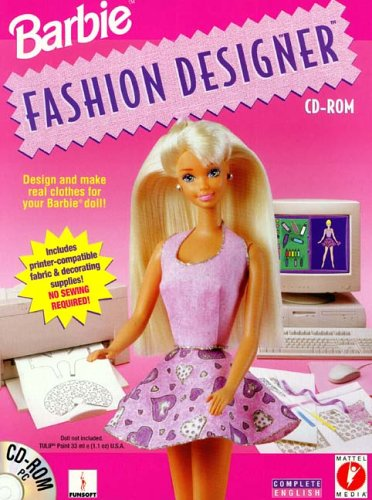 Barbie™
FASHION DESIGNER™
CD-ROM
Design and make
real clothes for
your Barbie® doll!
Includes
printer-compatible
fabric & decorating
supplies!
NO SEWING
REQUIRED!
Doll not included.
TULIP® Paint 33 ml e (1.1 oz) U.S.A.
CD-ROM
PC
FUNSOFT
COMPLETE
ENGLISH
MATTEL
MEDIA